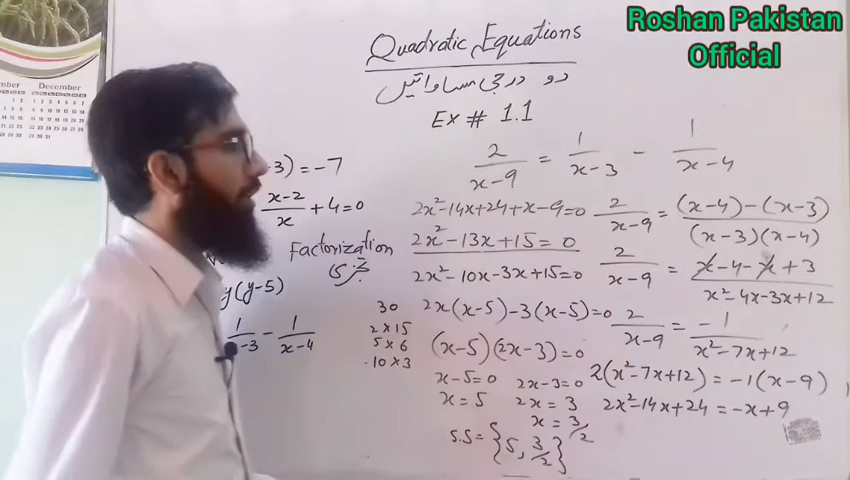 Roshan Pakistan
Official
December
Quadratic Equations
دو درجی مساواتیں
Ex # 1.1
2/(x-9) = 1/(x-3) - 1/(x-4)
-3) = -7
(x-2)/x + 4 = 0
Factorization
تجزی
y(y-5)
1/(-3) - 1/(x-4)
2/(x-9) = ((x-4)-(x-3))/((x-3)(x-4))
2/(x-9) = (x-4-x+3)/(x²-4x-3x+12)
2/(x-9) = -1/(x²-7x+12)
2(x²-7x+12) = -1(x-9)
2x²-14x+24 = -x+9
2x²-14x+24+x-9=0
2x²-13x+15=0
2x²-10x-3x+15=0
30
2×15
5×6
10×3
2x(x-5)-3(x-5)=0
(x-5)(2x-3)=0
x-5=0 2x-3=0
x=5 2x=3
x=3/2
S.S={5, 3/2}